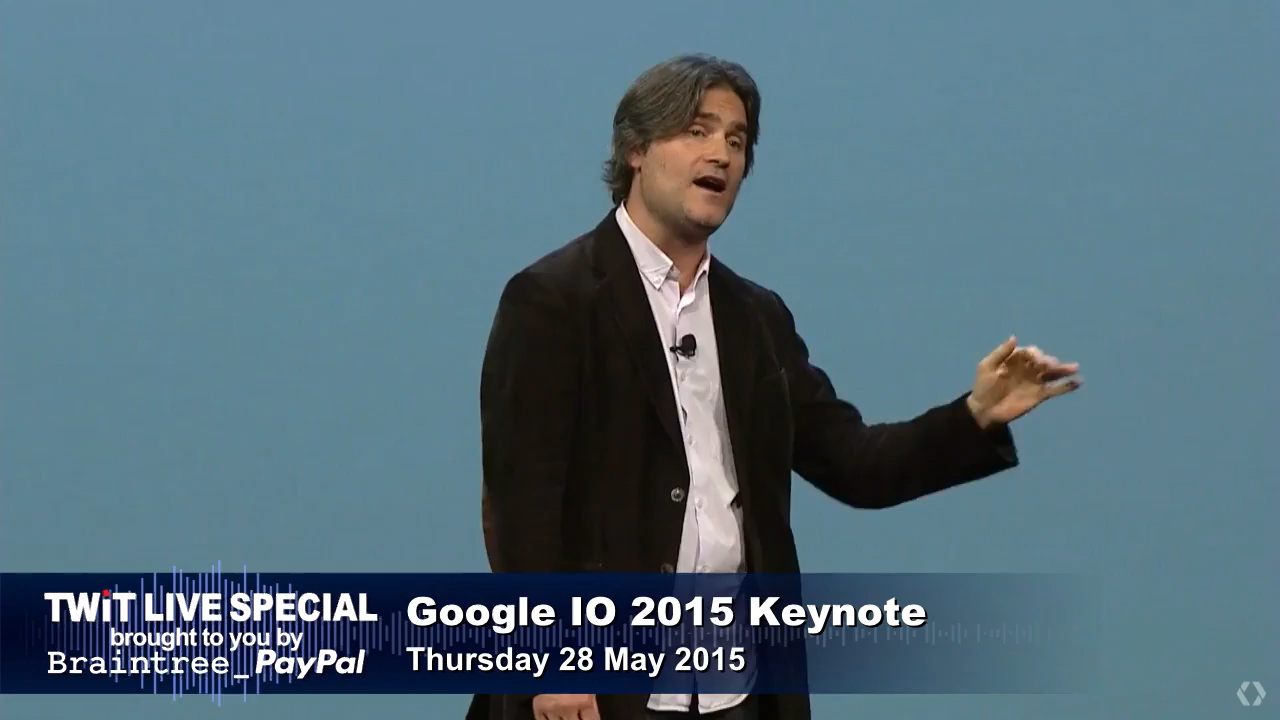 TWiT LIVE SPECIAL
brought to you by
Braintree_PayPal
Google IO 2015 Keynote
Thursday 28 May 2015